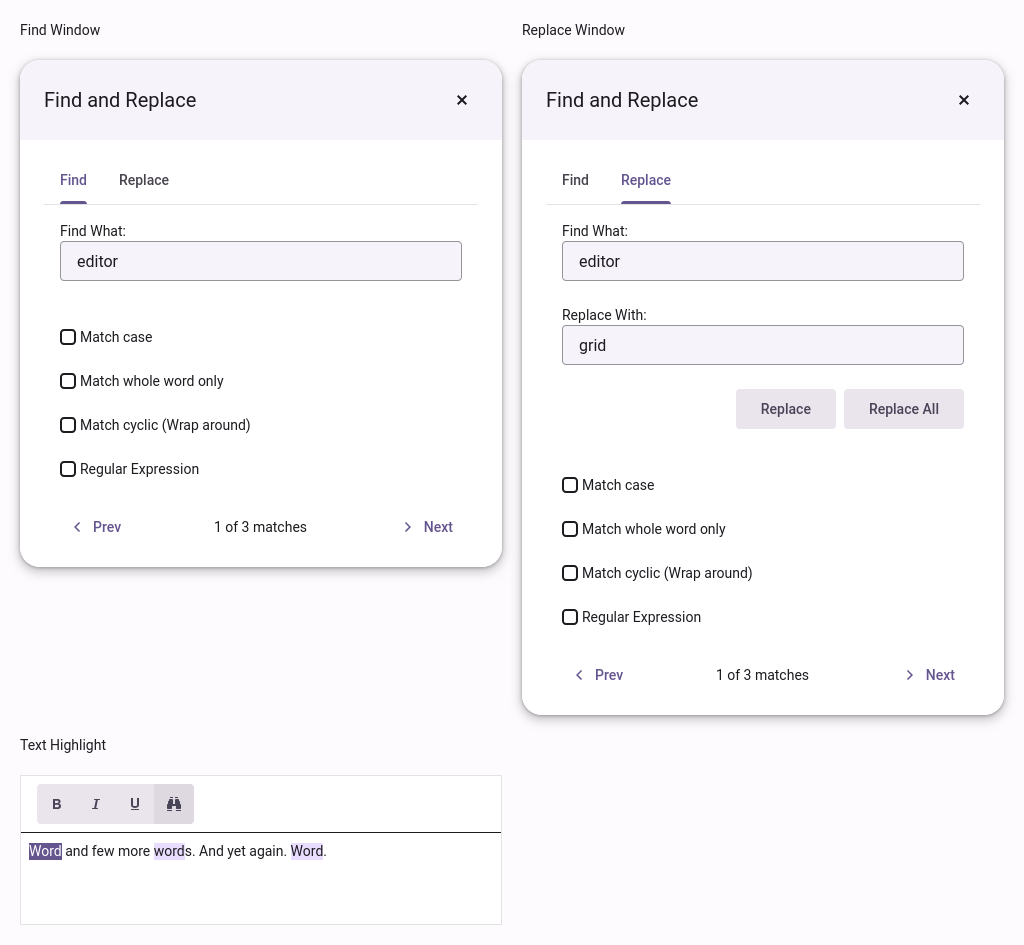 Find Window
Find and Replace
Find Replace
Find What:
editor
Match case
Match whole word only
Match cyclic (Wrap around)
Regular Expression
Prev 1 of 3 matches Next
Replace Window
Find and Replace
Find Replace
Find What:
editor
Replace With:
grid
Replace Replace All
Match case
Match whole word only
Match cyclic (Wrap around)
Regular Expression
Prev 1 of 3 matches Next
Text Highlight
B I U
Word and few more words. And yet again. Word.